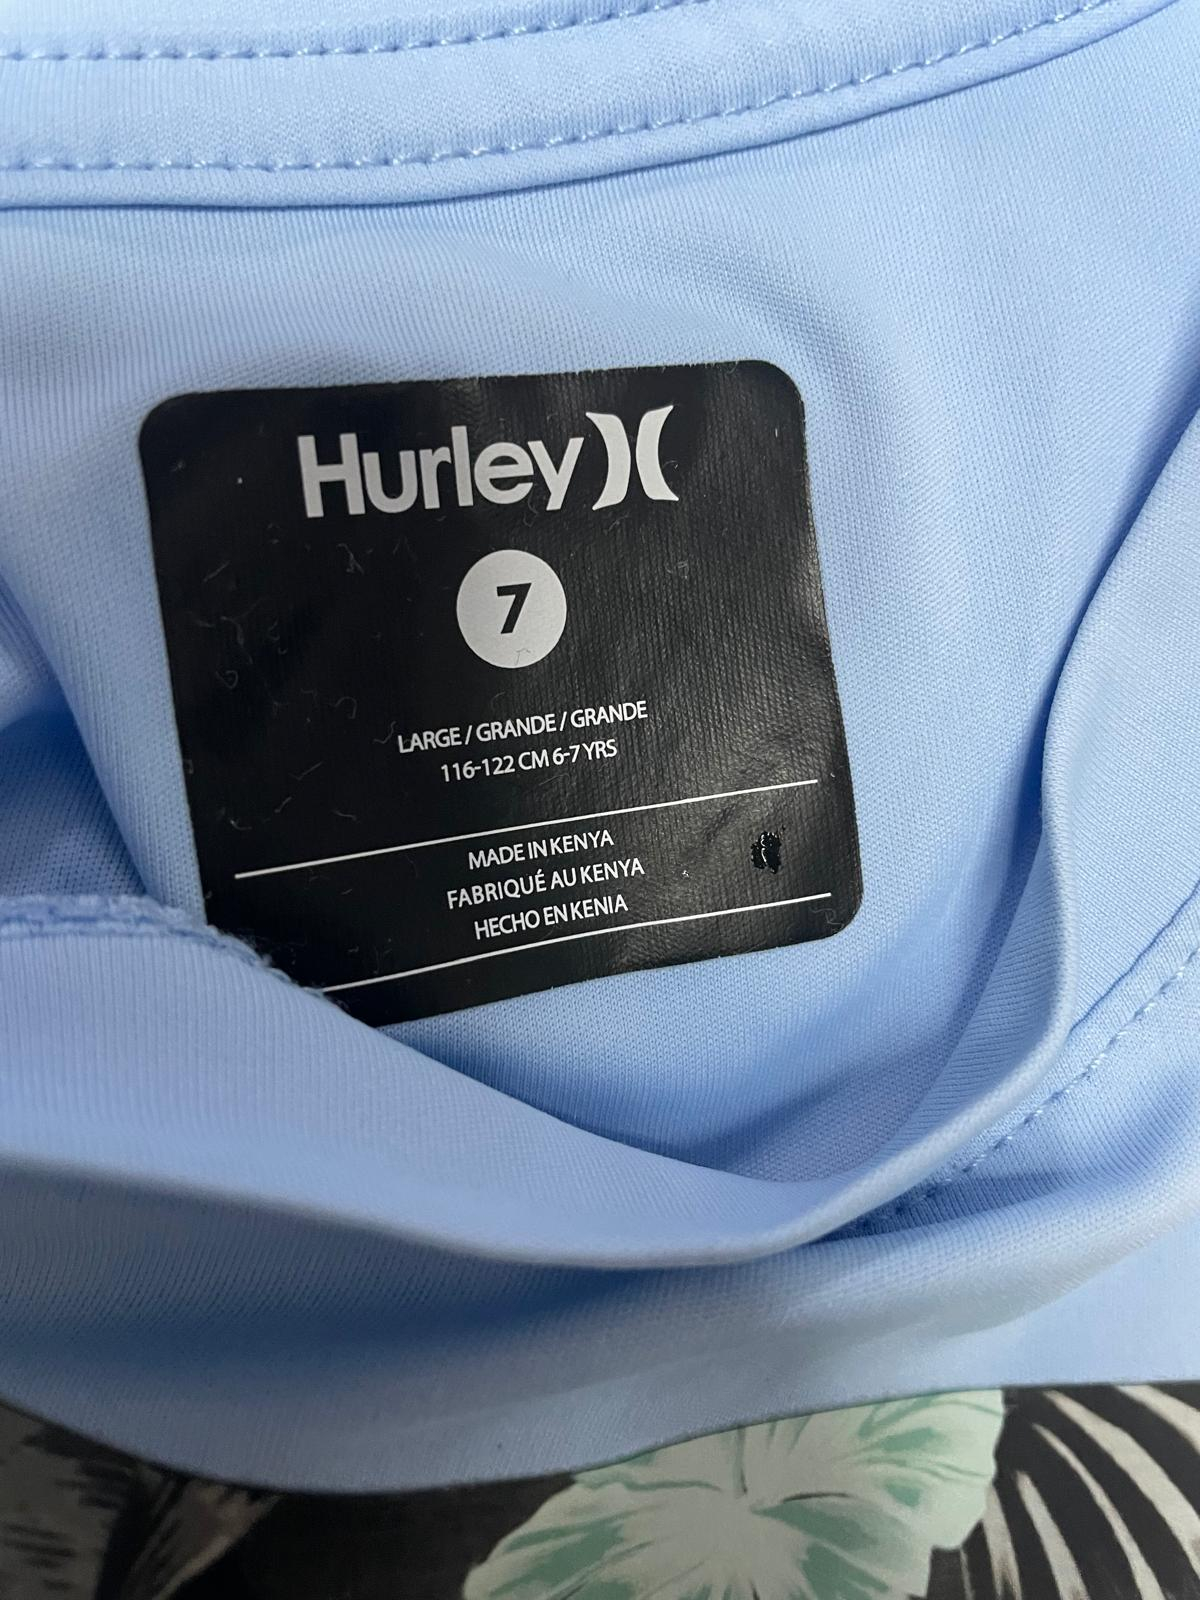 Hurley
7
LARGE / GRANDE / GRANDE
116-122 CM 6-7 YRS
MADE IN KENYA
FABRIQUÉ AU KENYA
HECHO EN KENIA